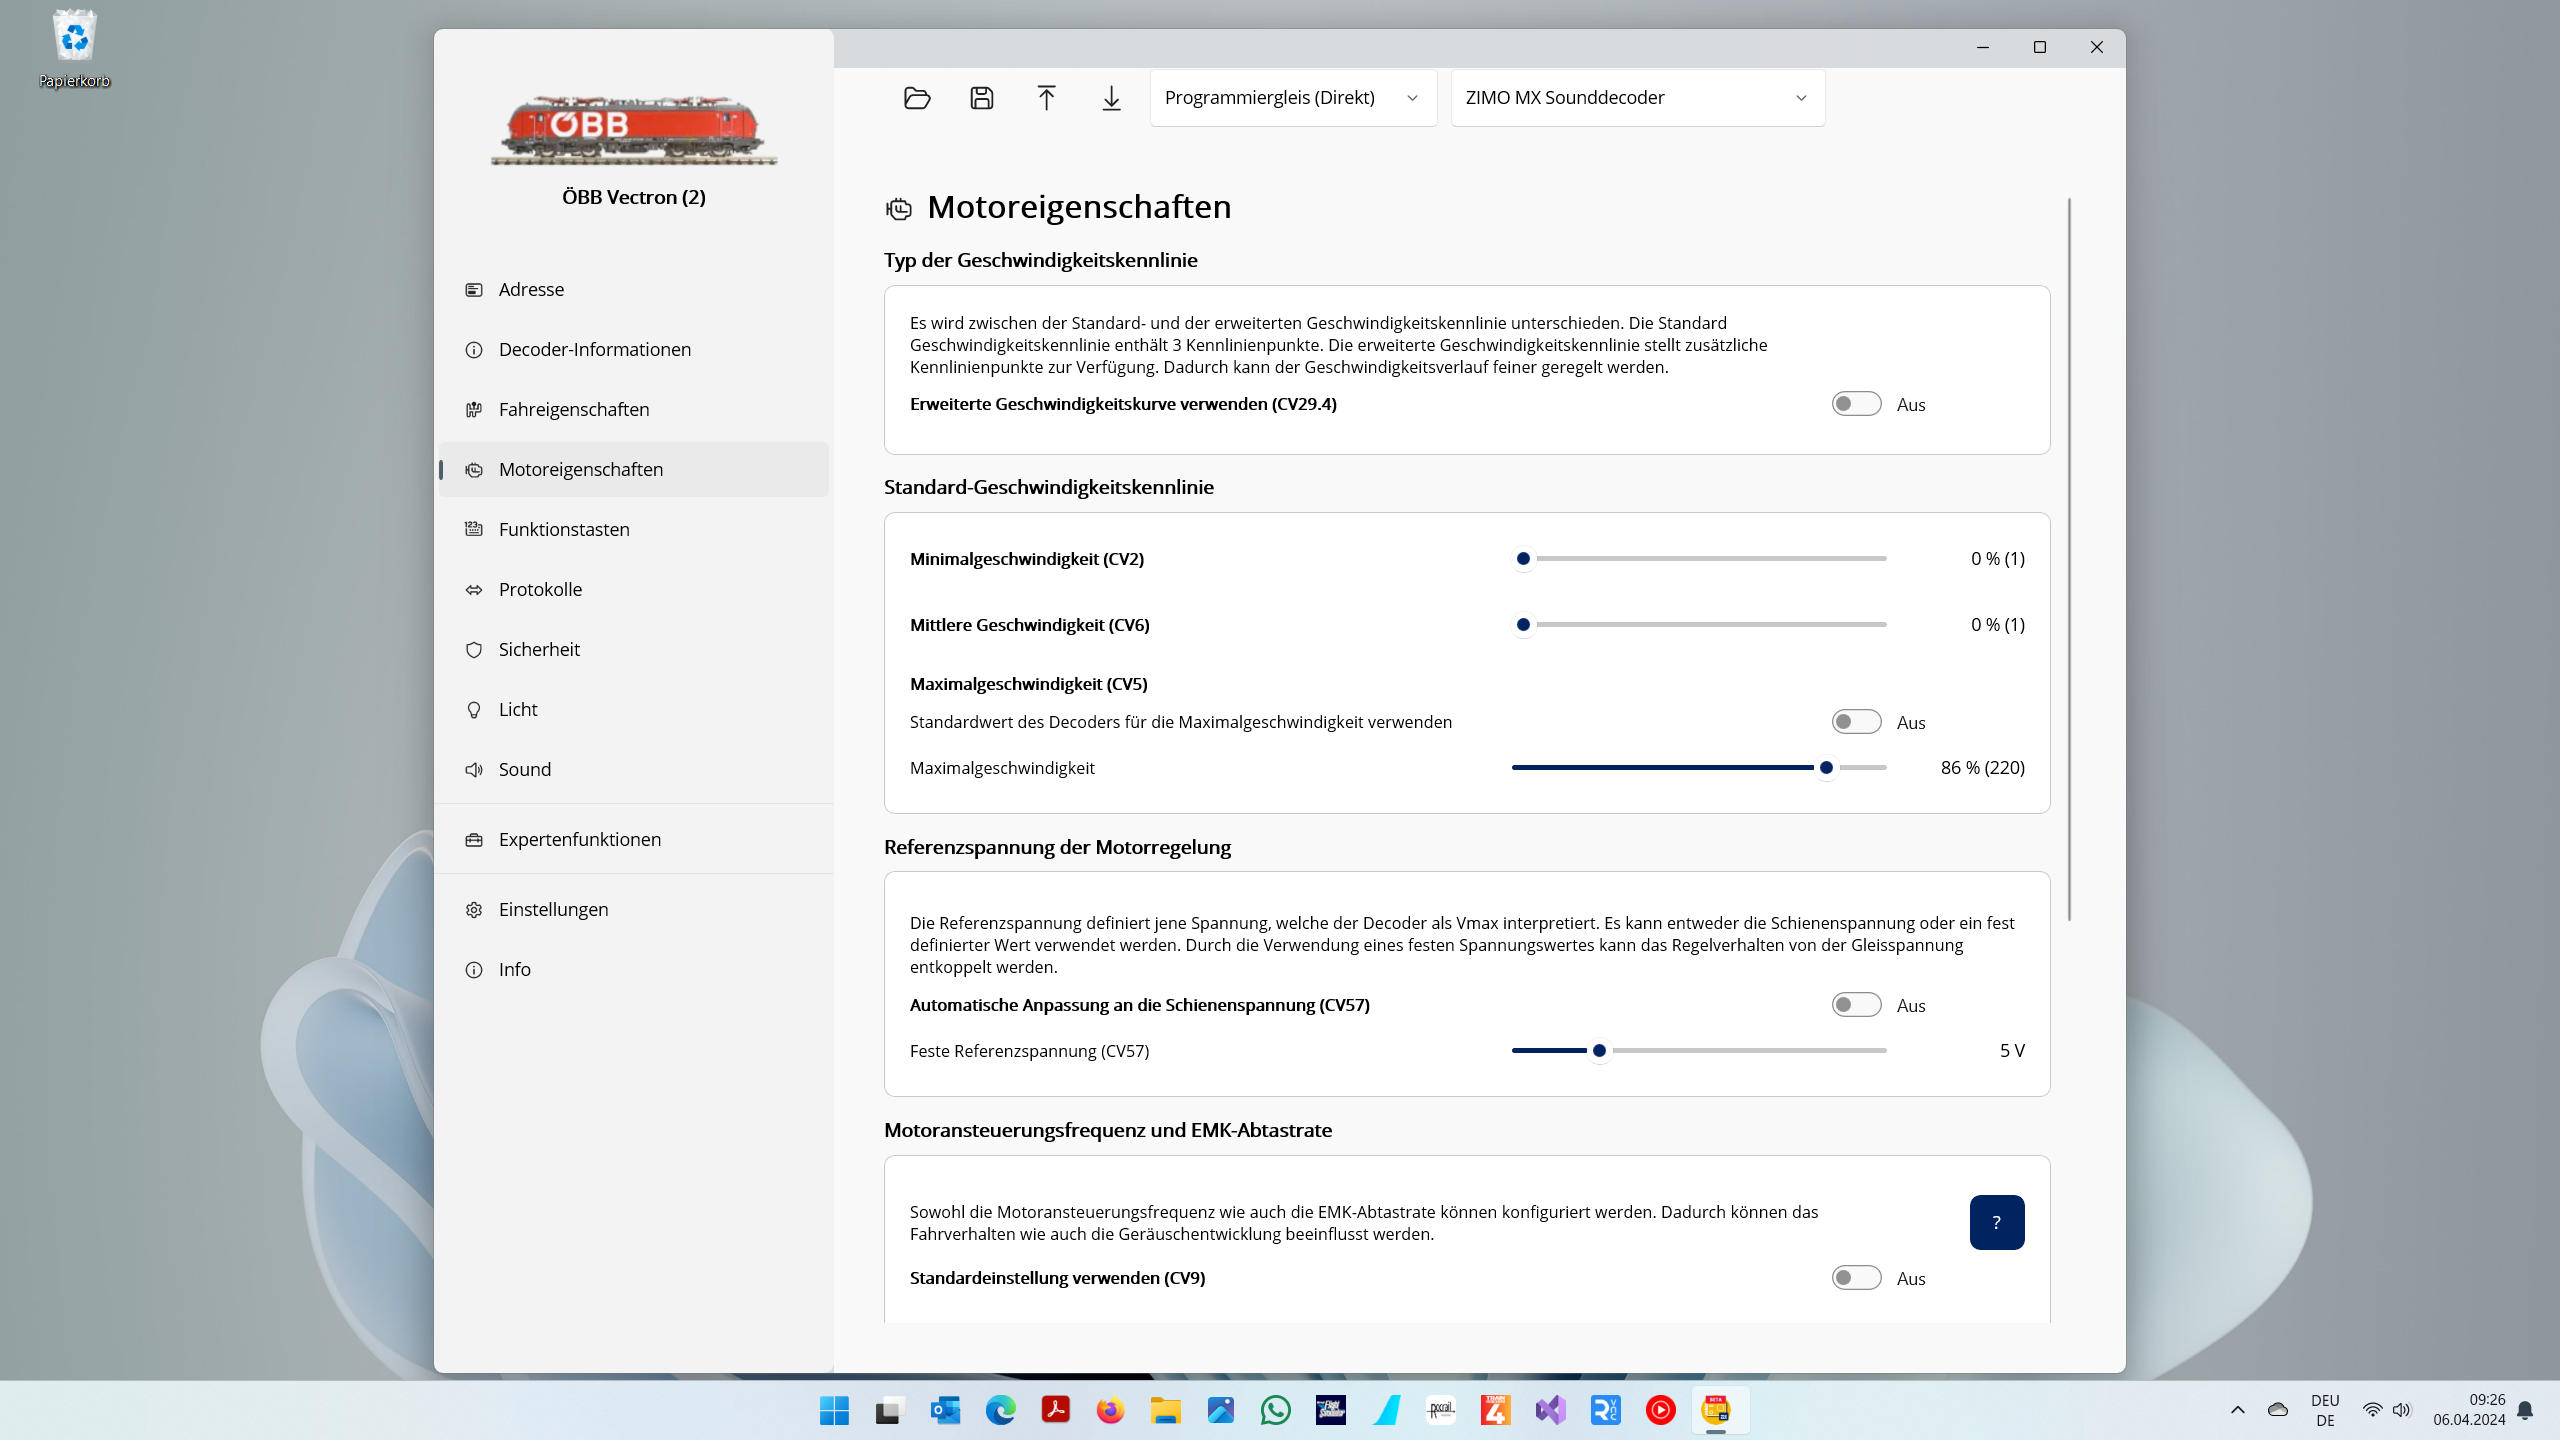 Papierkorb
ÖBB
ÖBB Vectron (2)
Adresse
Decoder-Informationen
Fahreigenschaften
Motoreigenschaften
Funktionstasten
Protokolle
Sicherheit
Licht
Sound
Expertenfunktionen
Einstellungen
Info
Programmiergleis (Direkt)
ZIMO MX Sounddecoder
Motoreigenschaften
Typ der Geschwindigkeitskennlinie
Es wird zwischen der Standard- und der erweiterten Geschwindigkeitskennlinie unterschieden. Die Standard
Geschwindigkeitskennlinie enthält 3 Kennlinienpunkte. Die erweiterte Geschwindigkeitskennlinie stellt zusätzliche
Kennlinienpunkte zur Verfügung. Dadurch kann der Geschwindigkeitsverlauf feiner geregelt werden.
Erweiterte Geschwindigkeitskurve verwenden (CV29.4) Aus
Standard-Geschwindigkeitskennlinie
Minimalgeschwindigkeit (CV2) 0 % (1)
Mittlere Geschwindigkeit (CV6) 0 % (1)
Maximalgeschwindigkeit (CV5)
Standardwert des Decoders für die Maximalgeschwindigkeit verwenden Aus
Maximalgeschwindigkeit 86 % (220)
Referenzspannung der Motorregelung
Die Referenzspannung definiert jene Spannung, welche der Decoder als Vmax interpretiert. Es kann entweder die Schienenspannung oder ein fest
definierter Wert verwendet werden. Durch die Verwendung eines festen Spannungswertes kann das Regelverhalten von der Gleisspannung
entkoppelt werden.
Automatische Anpassung an die Schienenspannung (CV57) Aus
Feste Referenzspannung (CV57) 5 V
Motoransteuerungsfrequenz und EMK-Abtastrate
Sowohl die Motoransteuerungsfrequenz wie auch die EMK-Abtastrate können konfiguriert werden. Dadurch können das
Fahrverhalten wie auch die Geräuschentwicklung beeinflusst werden.
?
Standardeinstellung verwenden (CV9) Aus
DEU
DE
09:26
06.04.2024